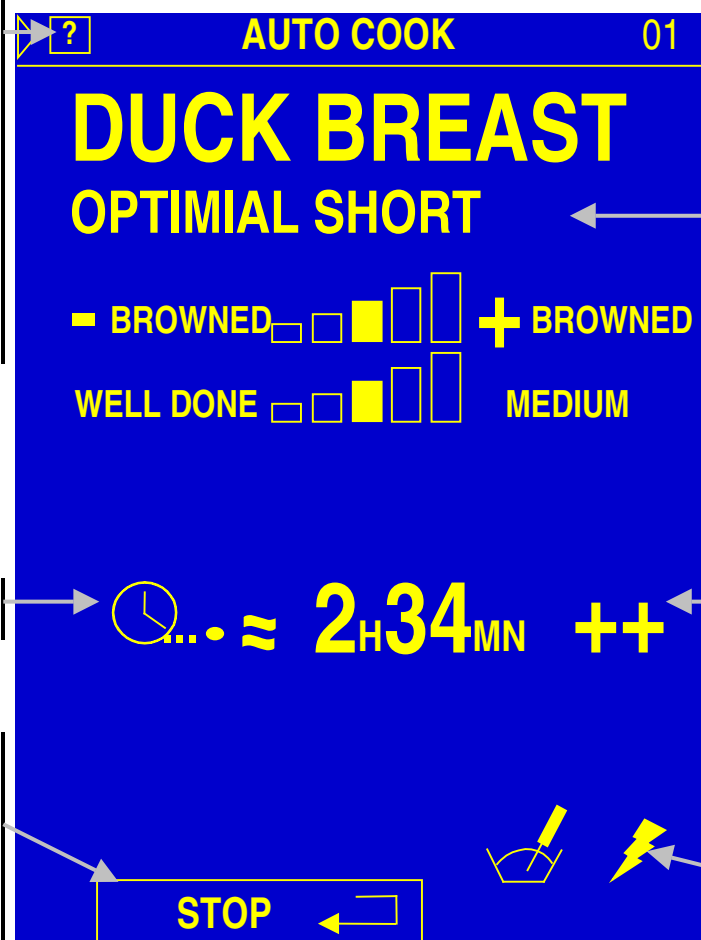 ? AUTO COOK 01
DUCK BREAST
OPTIMIAL SHORT
- BROWNED + BROWNED
WELL DONE MEDIUM
≈ 2H34MN ++
STOP